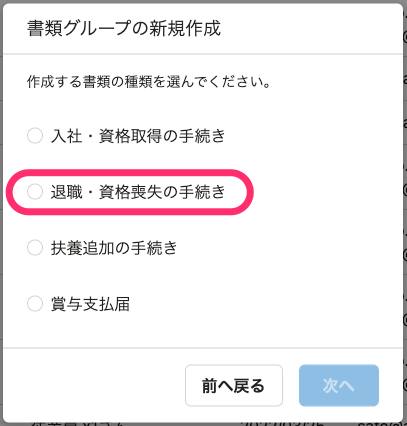 書類グループの新規作成
作成する書類の種類を選んでください。
入社・資格取得の手続き
退職・資格喪失の手続き
扶養追加の手続き
賞与支払届
前へ戻る
次へ